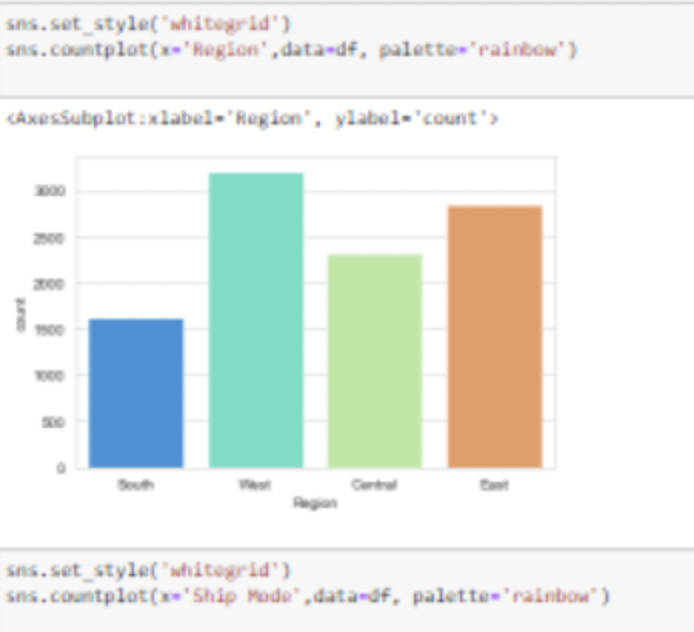 sns.set_style('whitegrid')
sns.countplot(x='Region',data=df, palette='rainbow')
<AxesSubplot:xlabel='Region', ylabel='count'>
3000
2500
2000
1500
1000
500
0
count
South West Central East
Region
sns.set_style('whitegrid')
sns.countplot(x='Ship Mode',data=df, palette='rainbow')